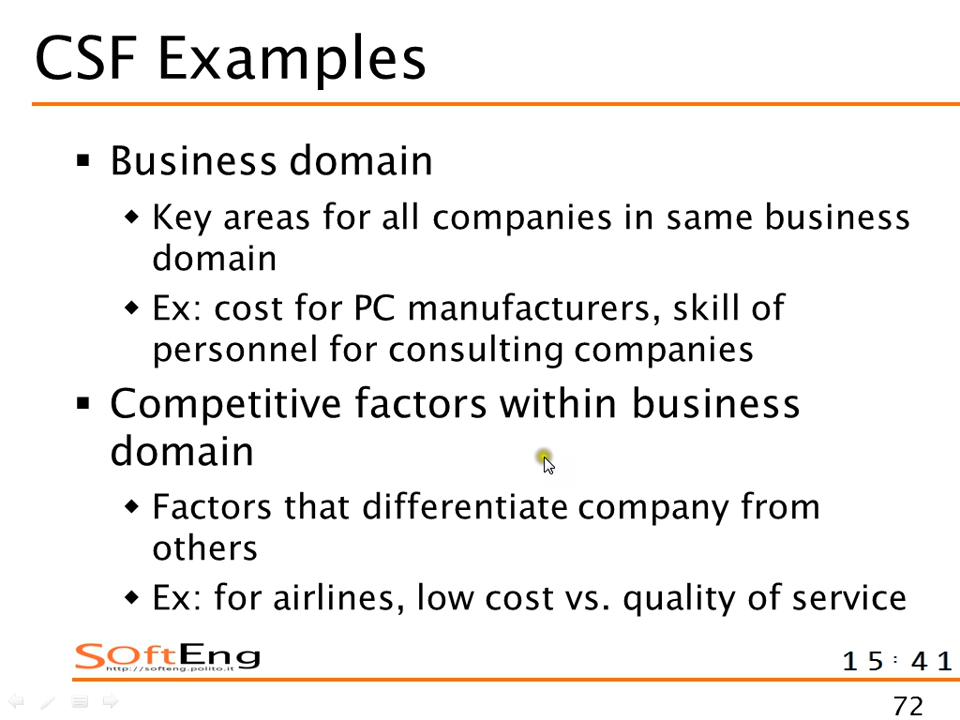 CSF Examples
Business domain
Key areas for all companies in same business
domain
Ex: cost for PC manufacturers, skill of
personnel for consulting companies
Competitive factors within business
domain
Factors that differentiate company from
others
Ex: for airlines, low cost vs. quality of service
SOftEng
http://softeng.polito.it
15:41
72